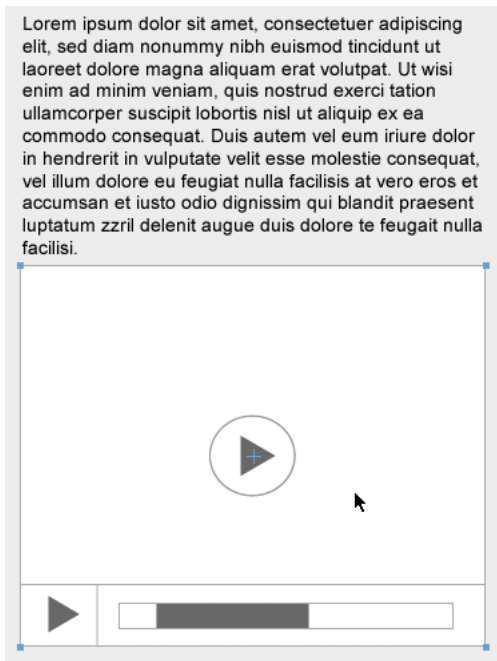 Lorem ipsum dolor sit amet, consectetuer adipiscing
elit, sed diam nonummy nibh euismod tincidunt ut
laoreet dolore magna aliquam erat volutpat. Ut wisi
enim ad minim veniam, quis nostrud exerci tation
ullamcorper suscipit lobortis nisl ut aliquip ex ea
commodo consequat. Duis autem vel eum iriure dolor
in hendrerit in vulputate velit esse molestie consequat,
vel illum dolore eu feugiat nulla facilisis at vero eros et
accumsan et iusto odio dignissim qui blandit praesent
luptatum zzril delenit augue duis dolore te feugait nulla
facilisi.